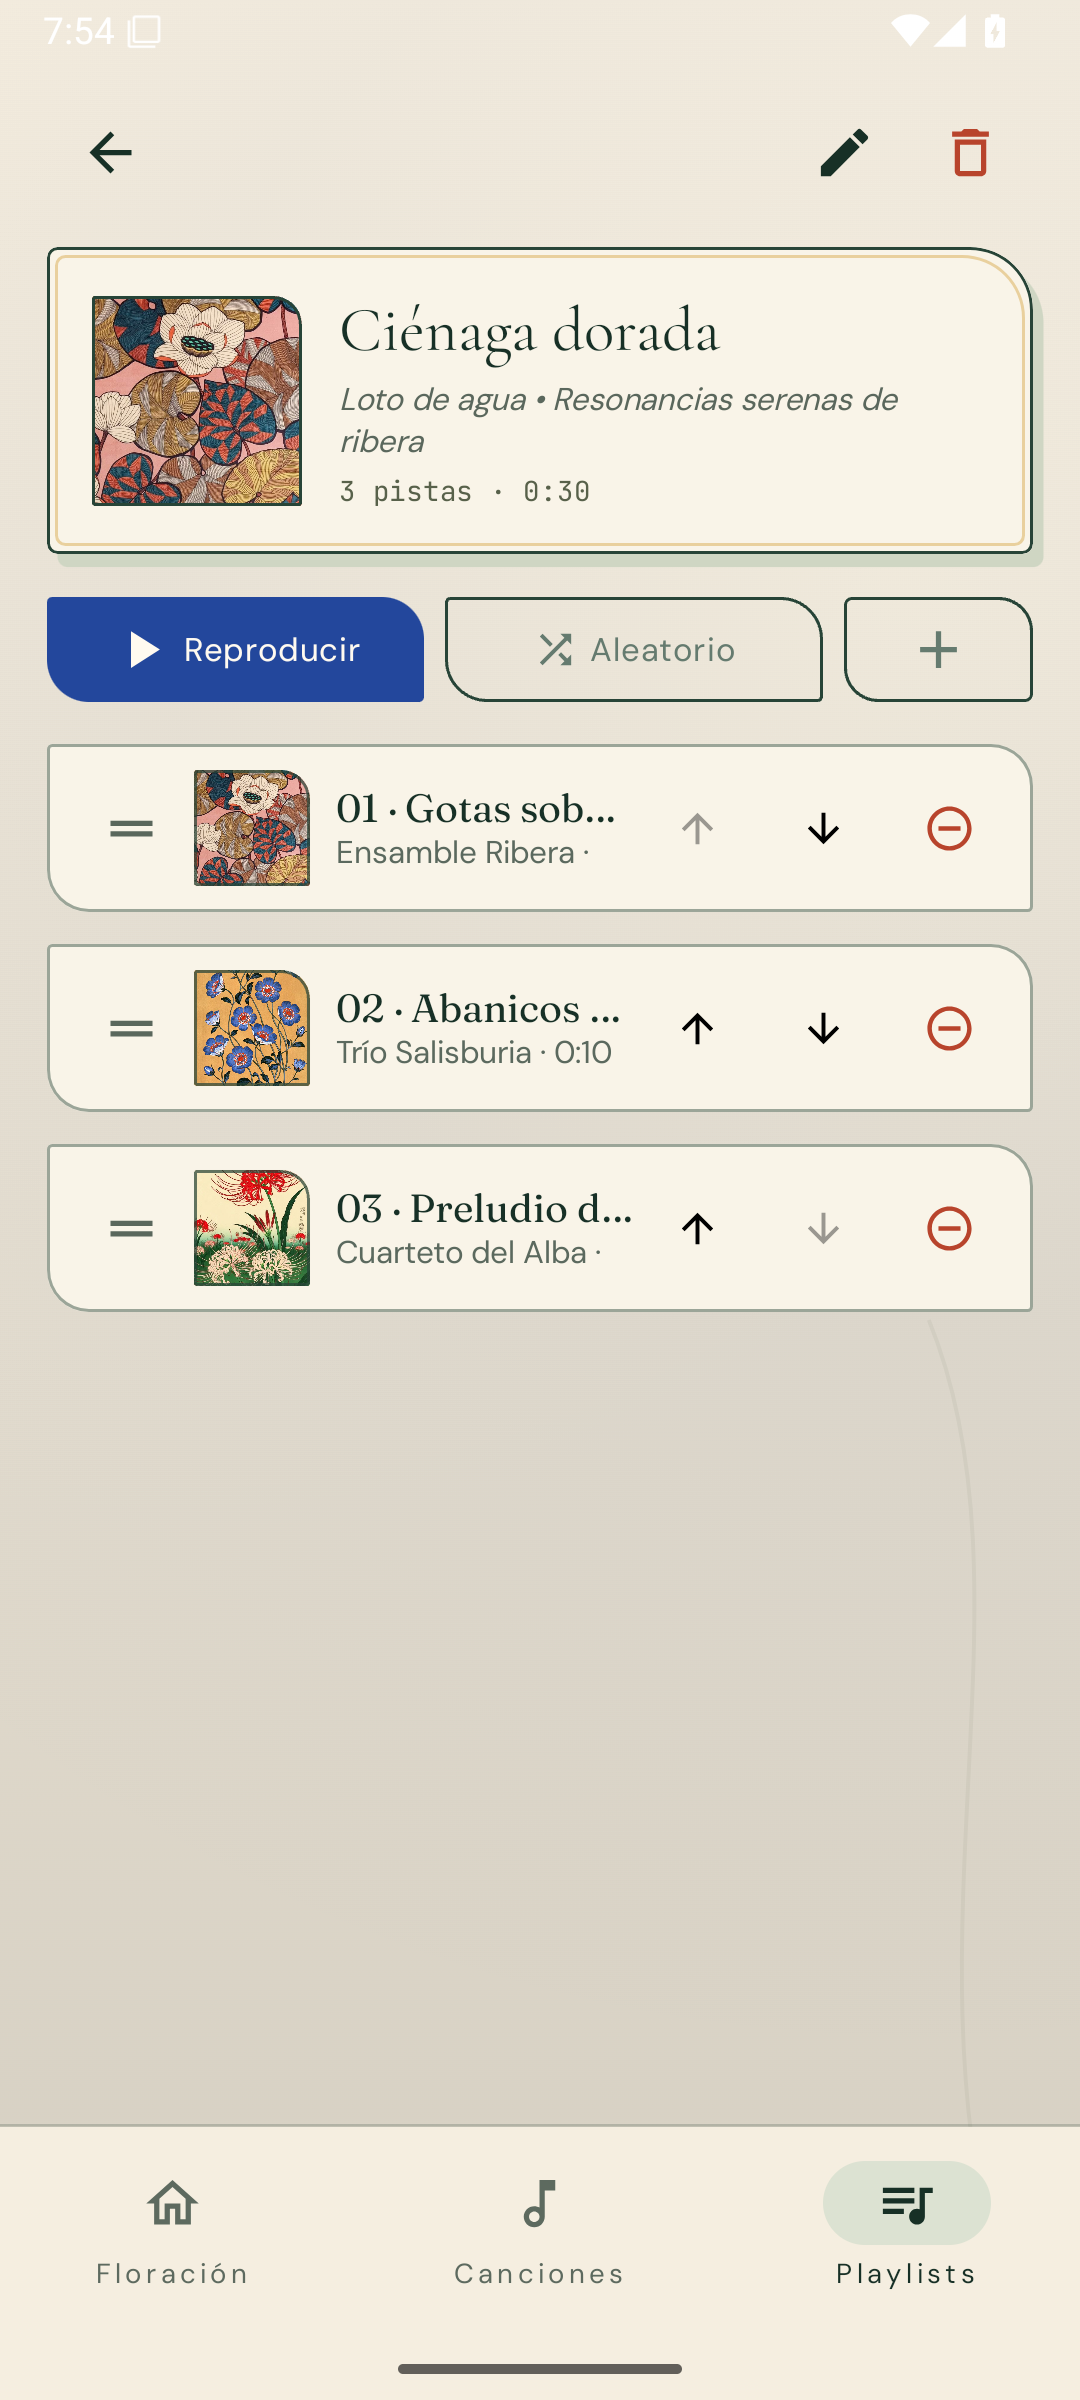 7:54
Ciénaga dorada
Loto de agua • Resonancias serenas de
ribera
3 pistas · 0:30
Reproducir
Aleatorio
01 · Gotas sob...
Ensamble Ribera ·
02 · Abanicos ...
Trío Salisburia · 0:10
03 · Preludio d...
Cuarteto del Alba ·
Floración
Canciones
Playlists